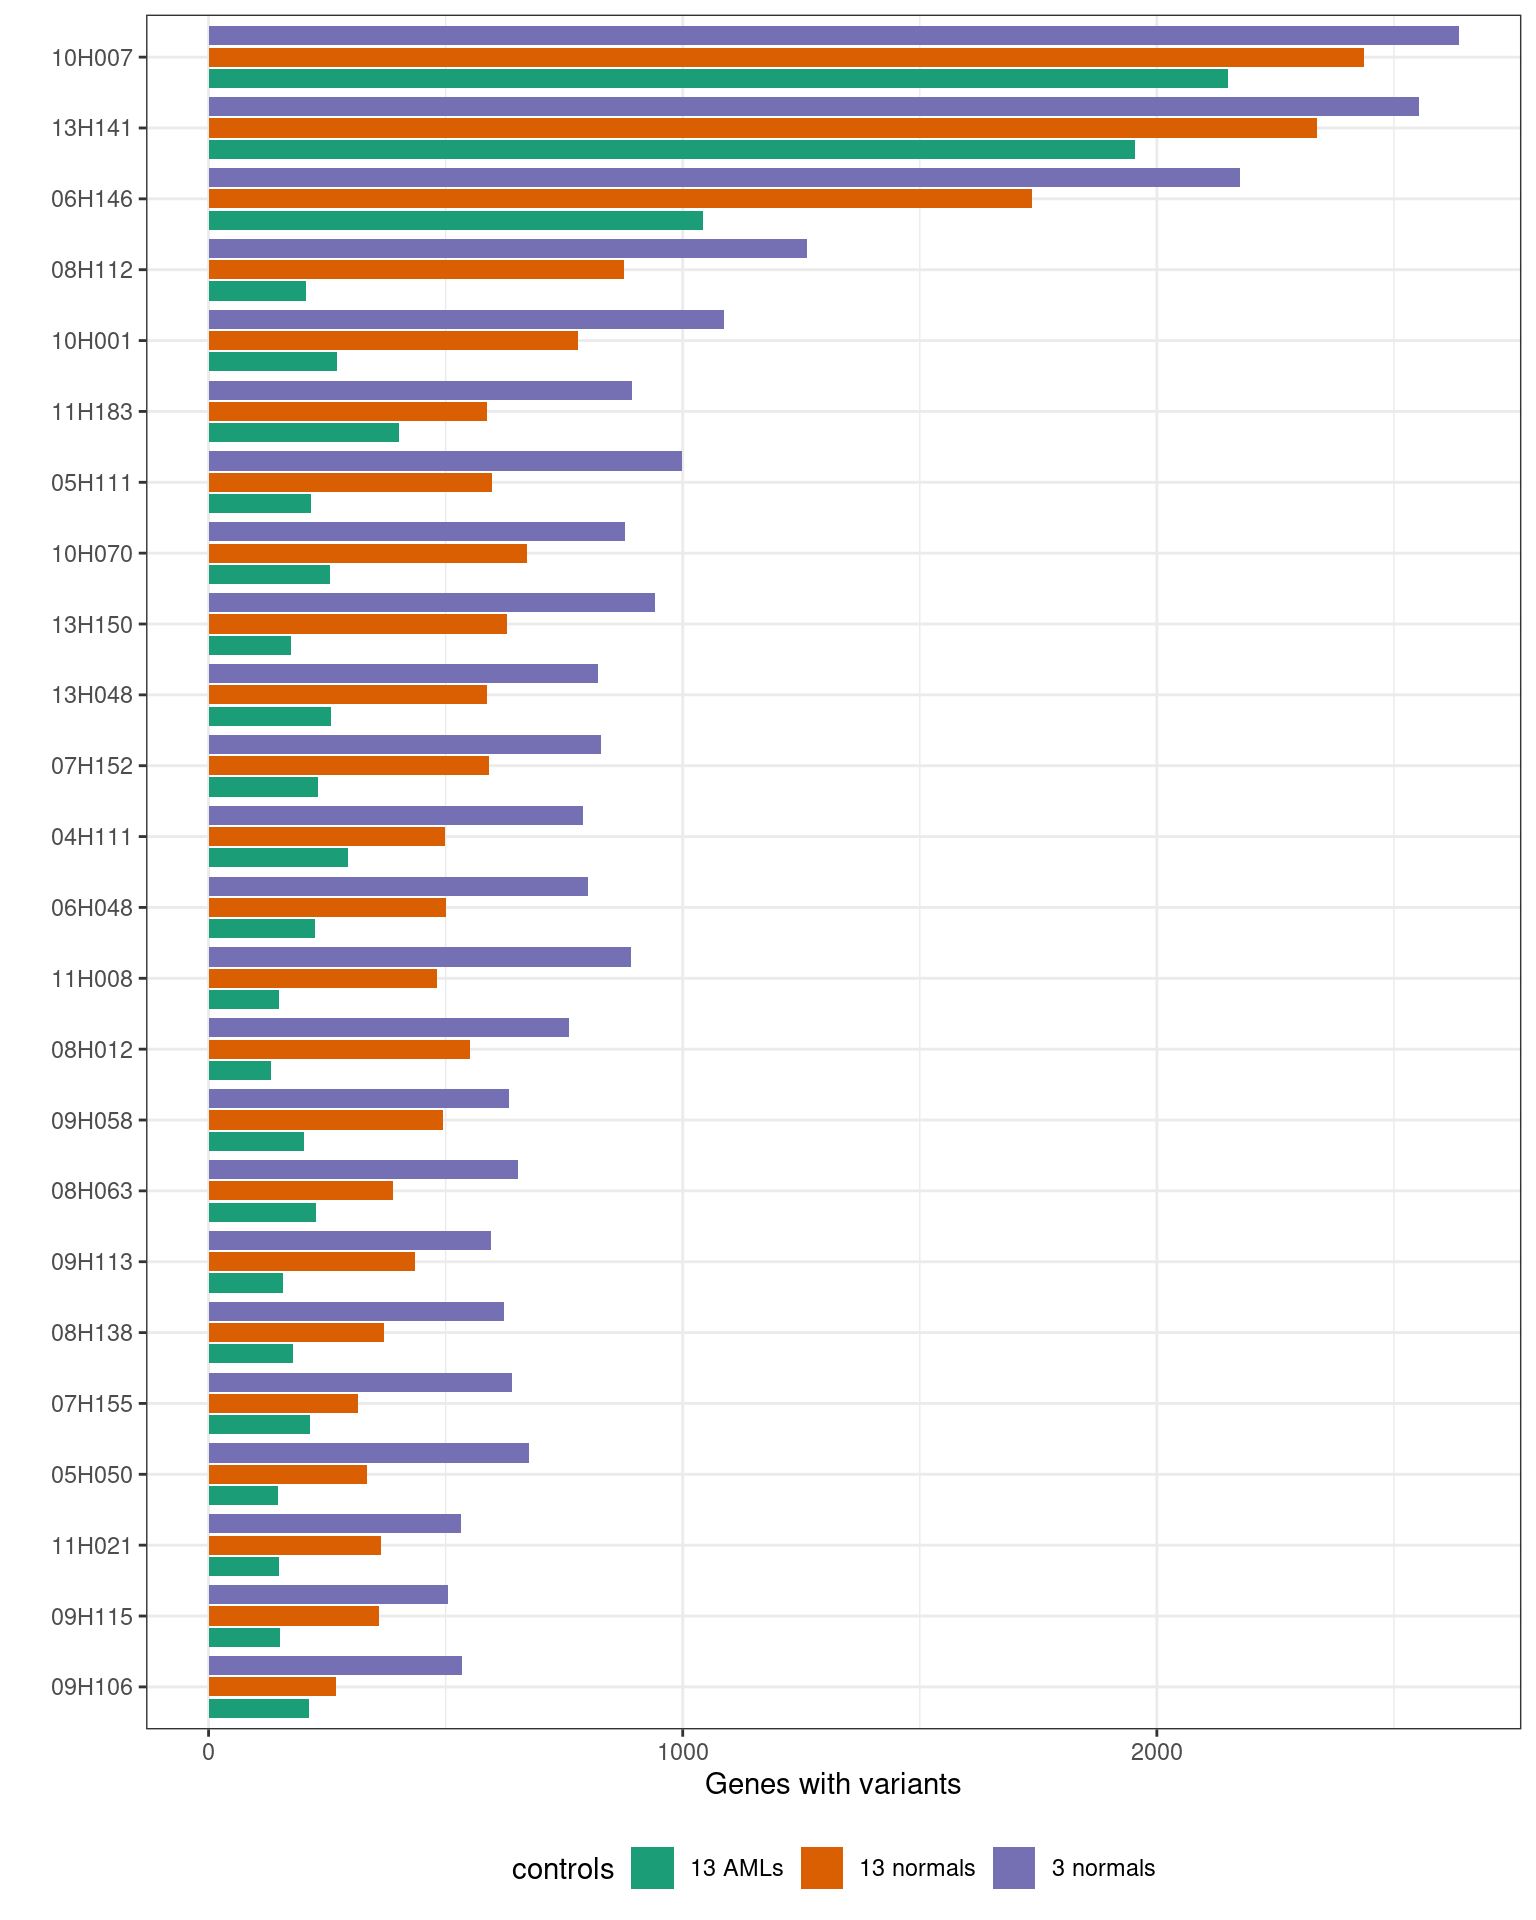 10H007
13H141
06H146
08H112
10H001
11H183
05H111
10H070
13H150
13H048
07H152
04H111
06H048
11H008
08H012
09H058
08H063
09H113
08H138
07H155
05H050
11H021
09H115
09H106
0 1000 2000
Genes with variants
controls 13 AMLs 13 normals 3 normals